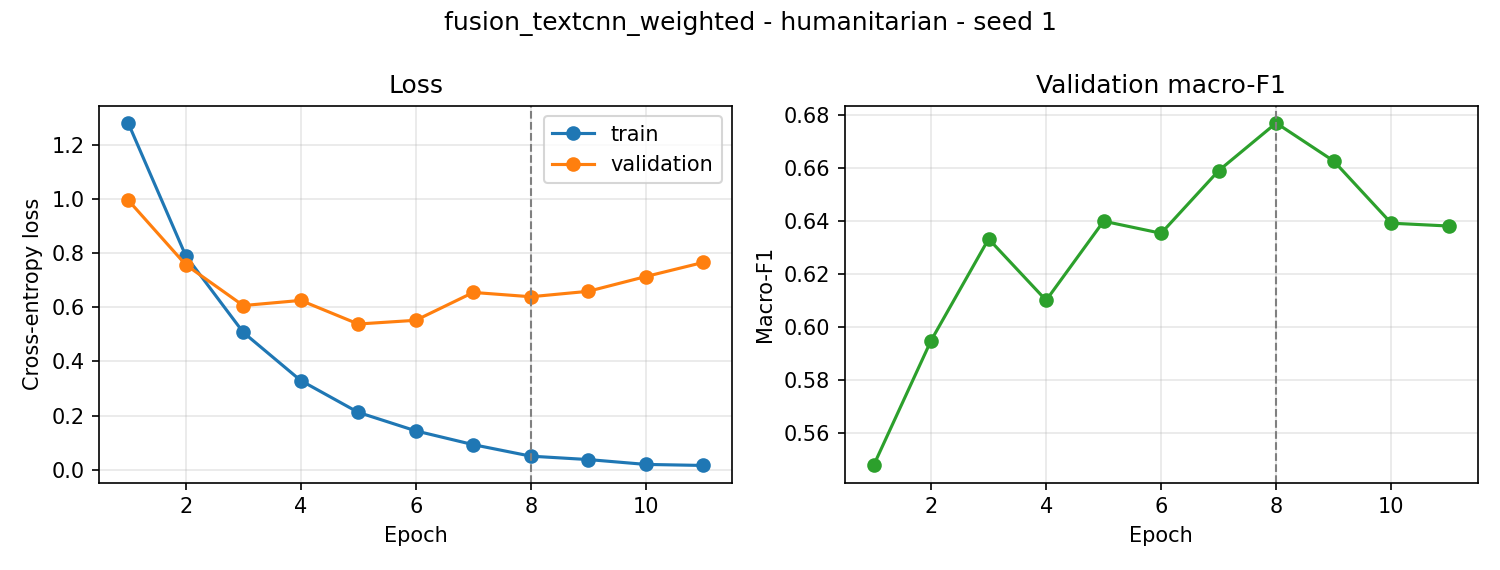 fusion_textcnn_weighted - humanitarian - seed 1
Loss
Cross-entropy loss
1.2
1.0
0.8
0.6
0.4
0.2
0.0
train
validation
2 4 6 8 10
Epoch
Validation macro-F1
Macro-F1
0.68
0.66
0.64
0.62
0.60
0.58
0.56
2 4 6 8 10
Epoch